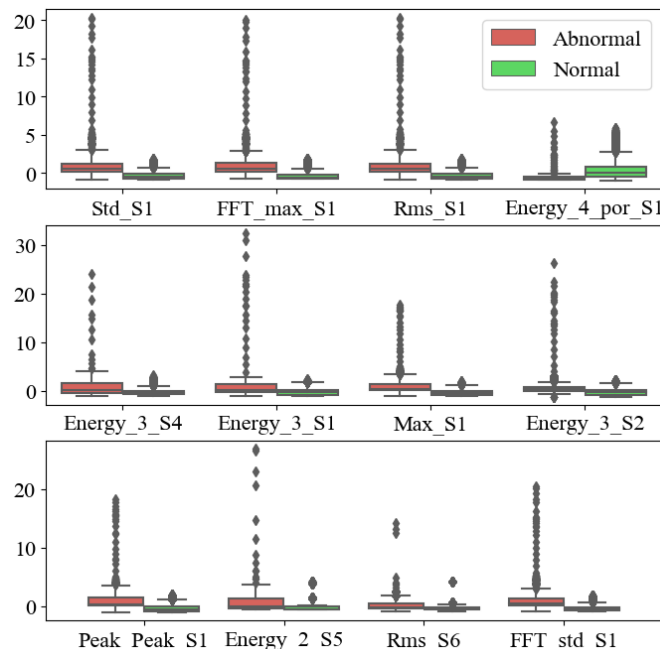 20
15
10
5
0
Abnormal
Normal
Std_S1 FFT_max_S1 Rms_S1 Energy_4_por_S1
30
20
10
0
Energy_3_S4 Energy_3_S1 Max_S1 Energy_3_S2
20
10
0
Peak_Peak_S1 Energy_2_S5 Rms_S6 FFT_std_S1